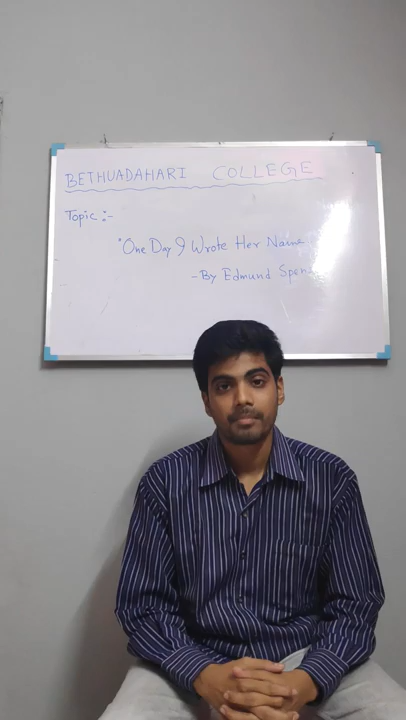 BETHUADAHARI COLLEGE
Topic :-
"One Day I Wrote Her Name
- By Edmund